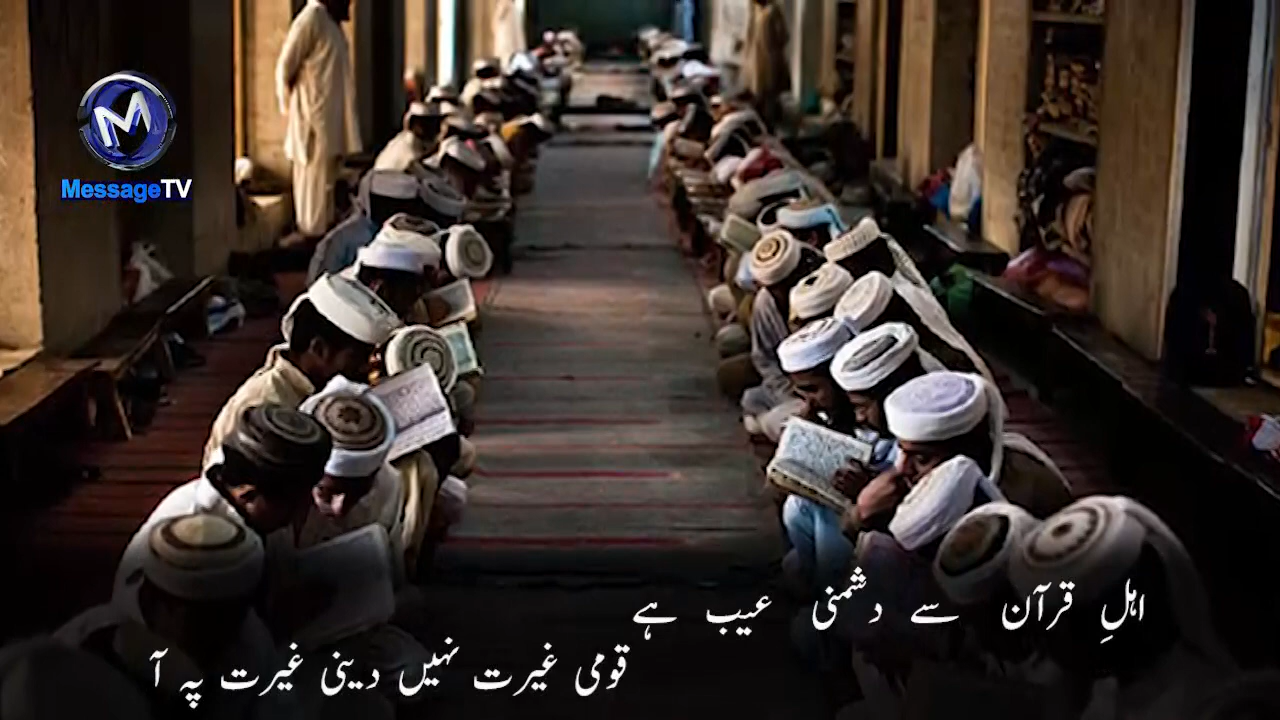 MessageTV
اہلِ قرآن سے دشمنی عیب ہے
قومی غیرت نہیں دینی غیرت پہ آ